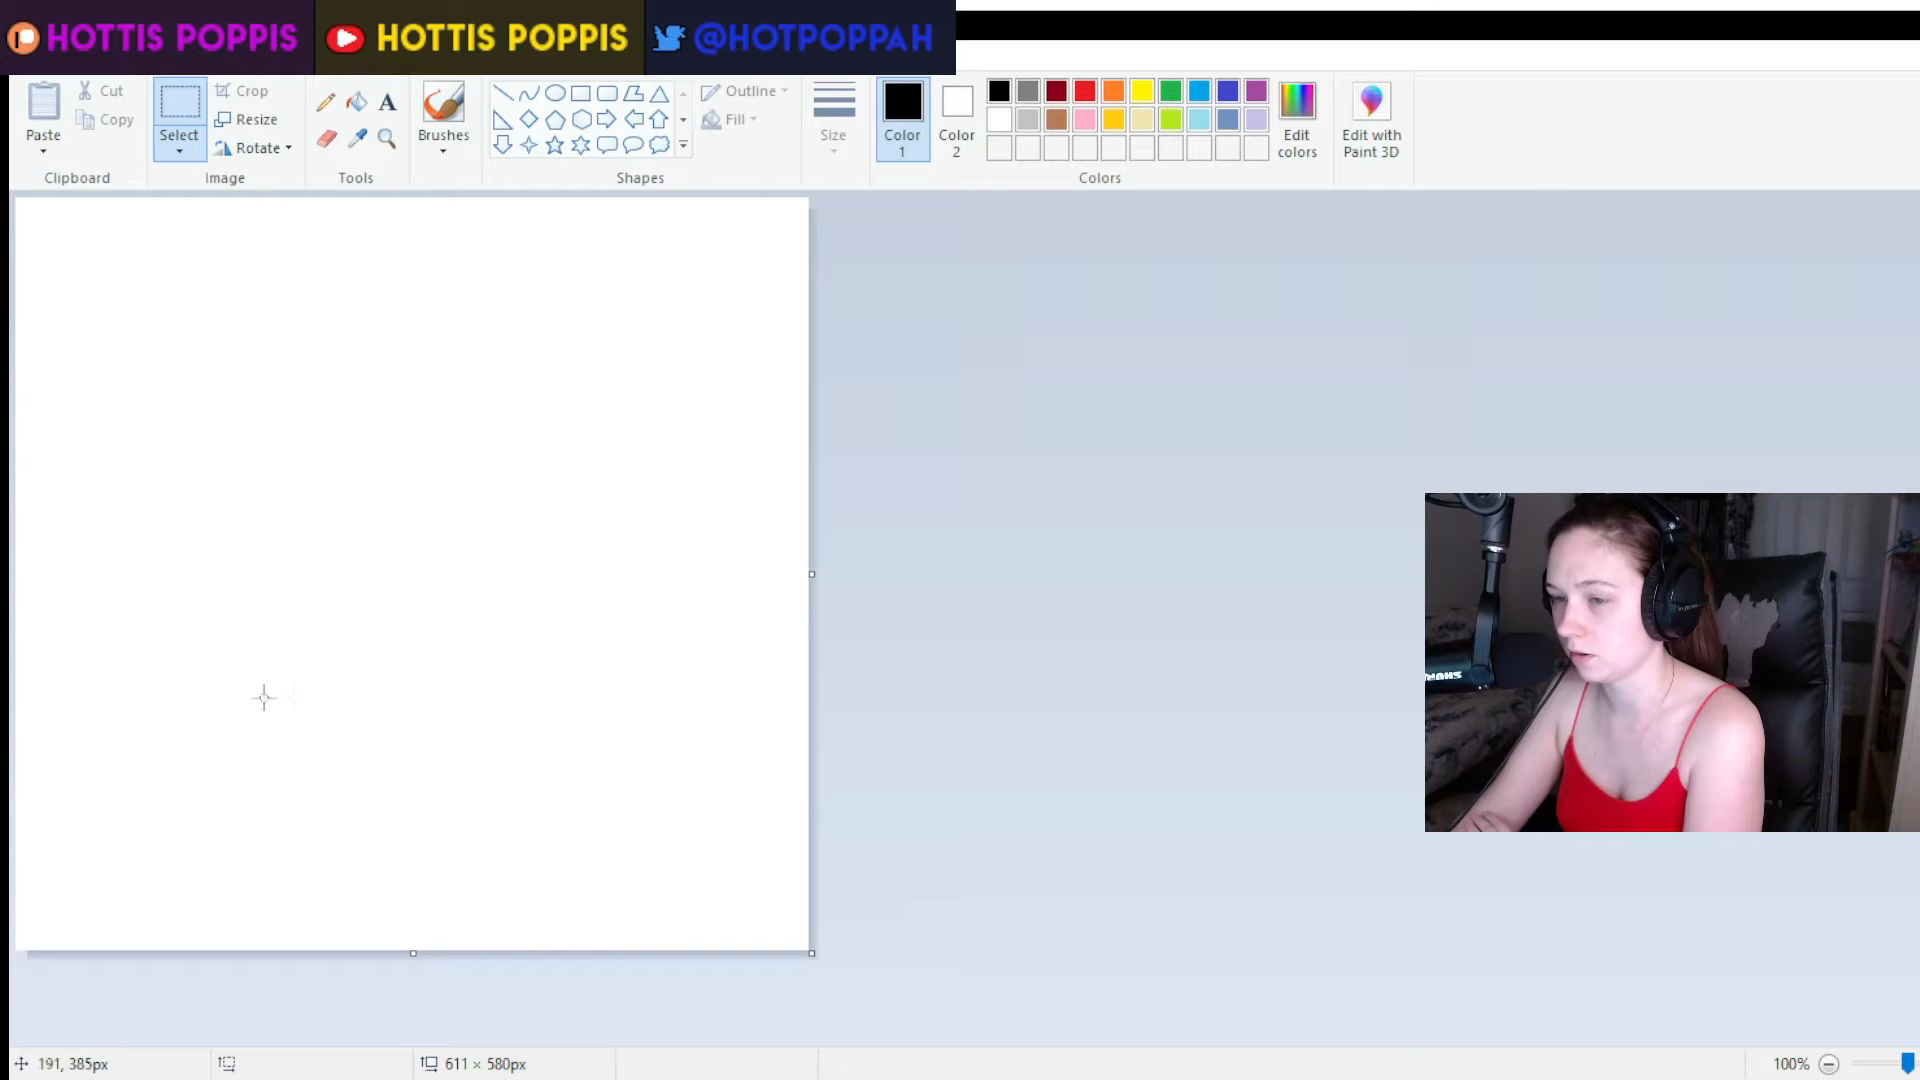 HOTTIS POPPIS HOTTIS POPPIS @HOTPOPPAH
Paste
Cut
Copy
Clipboard
Select
Crop
Resize
Rotate
Image
Tools
Brushes
Shapes
Outline
Fill
Size
Color
1
Color
2
Colors
Edit
colors
Edit with
Paint 3D
SHURE
191, 385px
611 × 580px
100%